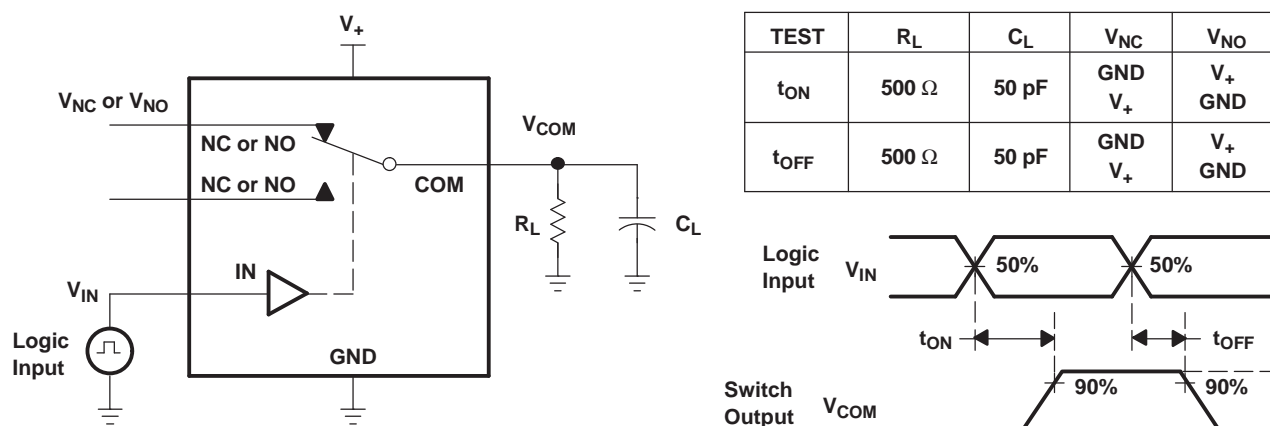 V+
VNC or VNO
NC or NO
NC or NO
COM
VCOM
RL
CL
IN
VIN
Logic
Input
GND
TEST RL CL VNC VNO
tON 500 Ω 50 pF GND V+
V+ GND
tOFF 500 Ω 50 pF GND V+
V+ GND
Logic
Input
VIN
50% 50%
tON tOFF
Switch
Output
VCOM
90% 90%